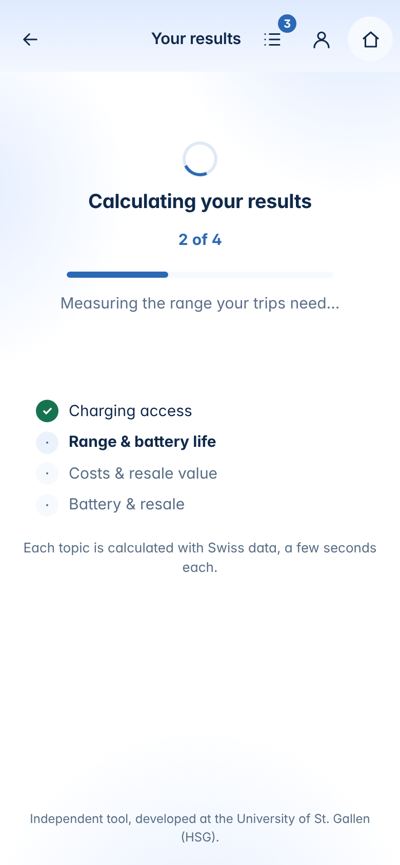 Your results
3
Calculating your results
2 of 4
Measuring the range your trips need...
Charging access
Range & battery life
Costs & resale value
Battery & resale
Each topic is calculated with Swiss data, a few seconds
each.
Independent tool, developed at the University of St. Gallen
(HSG).